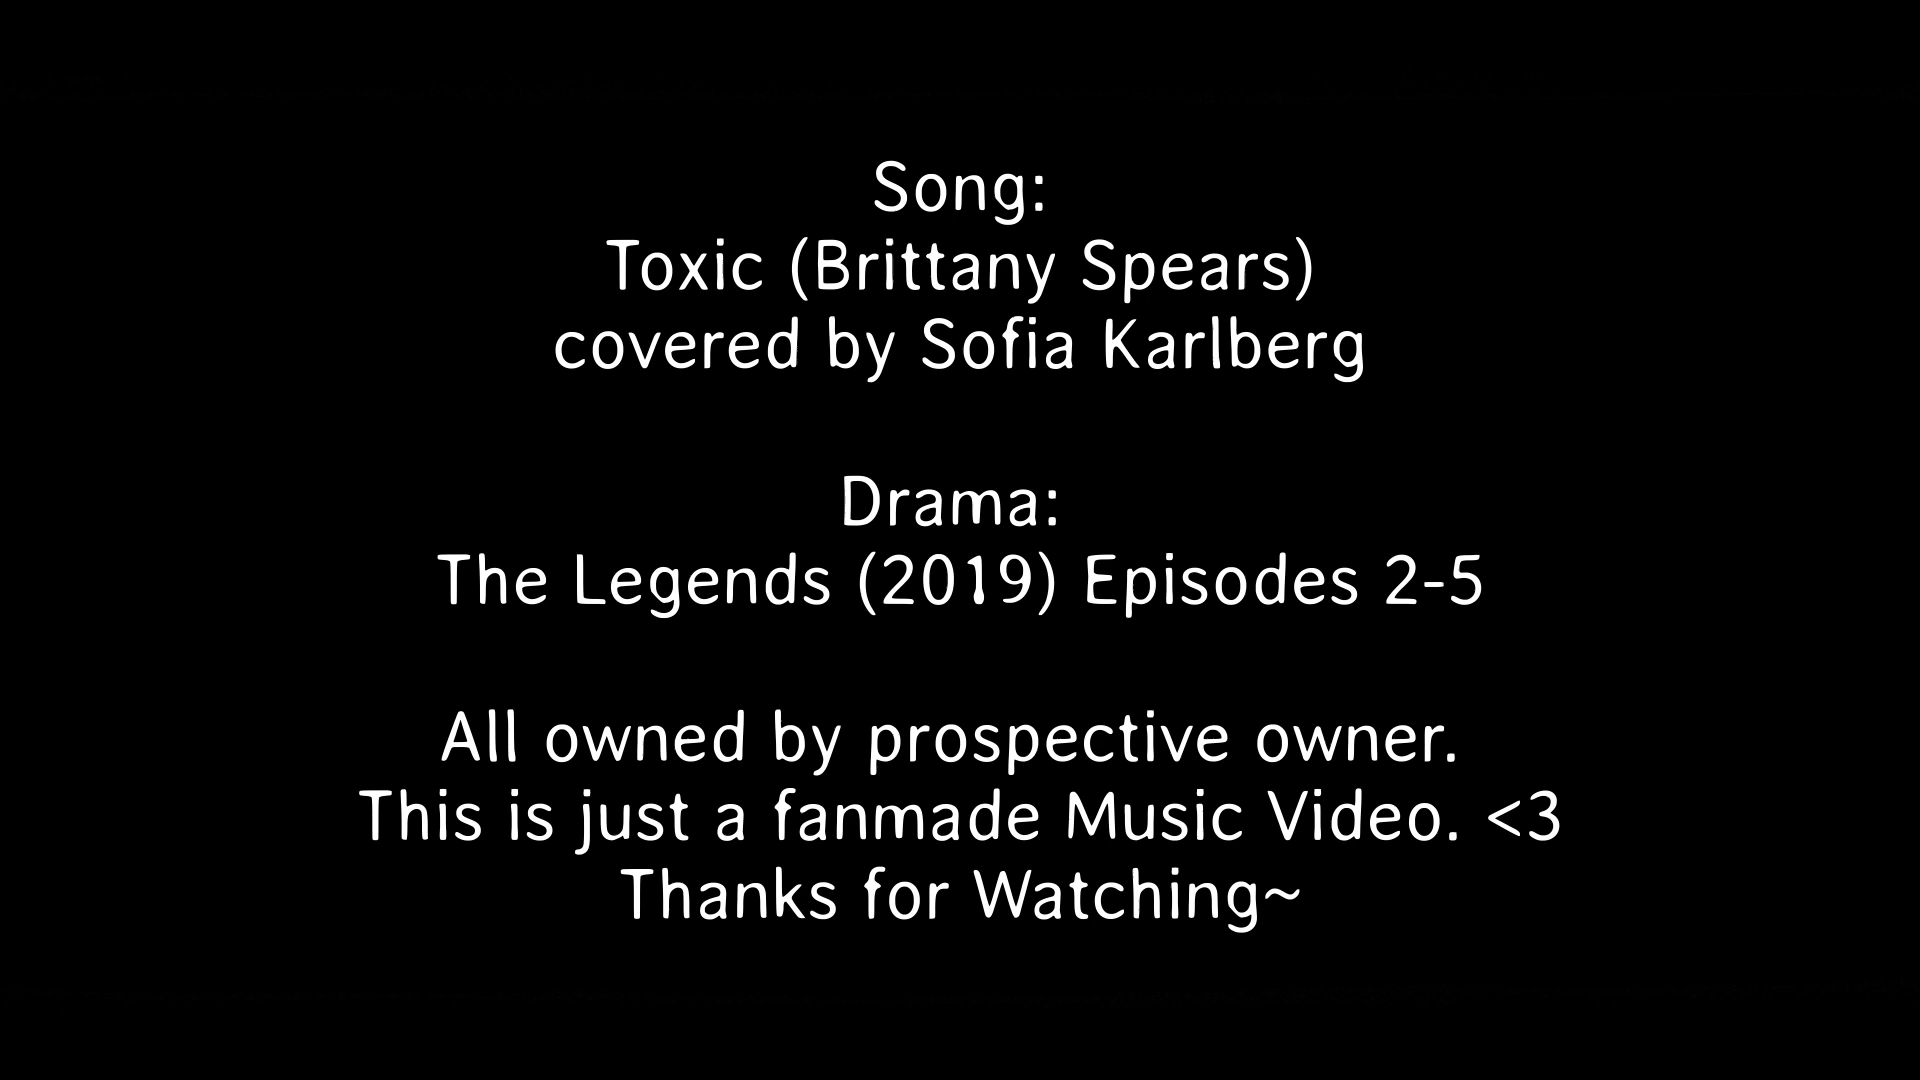 Song:
Toxic (Brittany Spears)
covered by Sofia Karlberg
Drama:
The Legends (2019) Episodes 2-5
All owned by prospective owner.
This is just a fanmade Music Video. <3
Thanks for Watching~